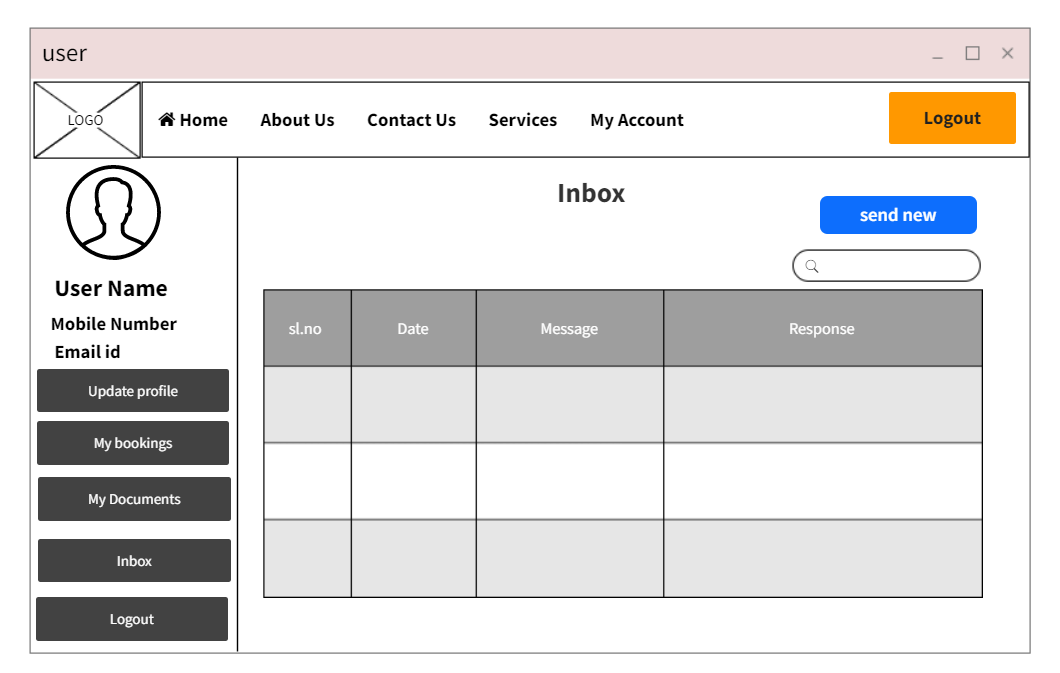 user
LOGO
Home About Us Contact Us Services My Account Logout
Inbox
send new
User Name
Mobile Number
Email id
Update profile
My bookings
My Documents
Inbox
Logout
sl.no Date Message Response